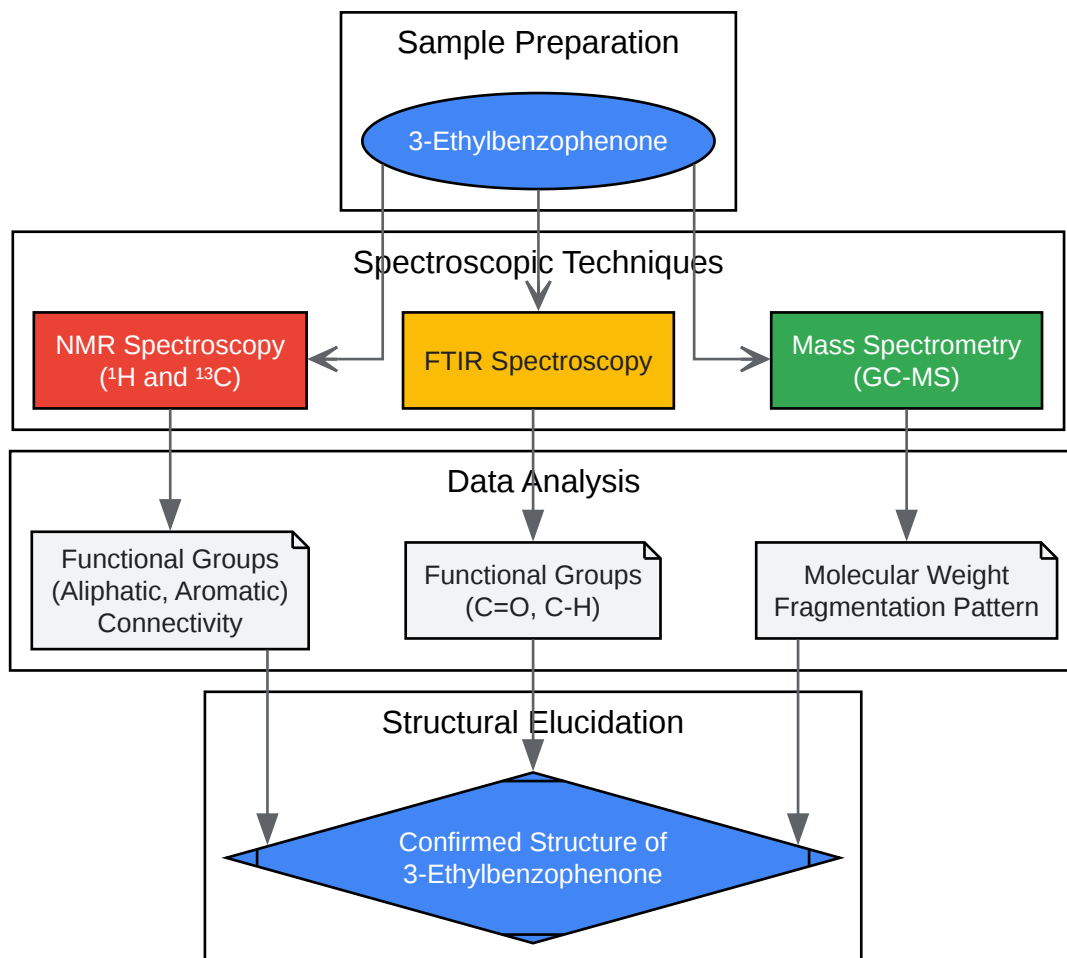 Sample Preparation
3-Ethylbenzophenone
Spectroscopic Techniques
NMR Spectroscopy
(¹H and ¹³C)
FTIR Spectroscopy
Mass Spectrometry
(GC-MS)
Data Analysis
Functional Groups
(Aliphatic, Aromatic)
Connectivity
Functional Groups
(C=O, C-H)
Molecular Weight
Fragmentation Pattern
Structural Elucidation
Confirmed Structure of
3-Ethylbenzophenone